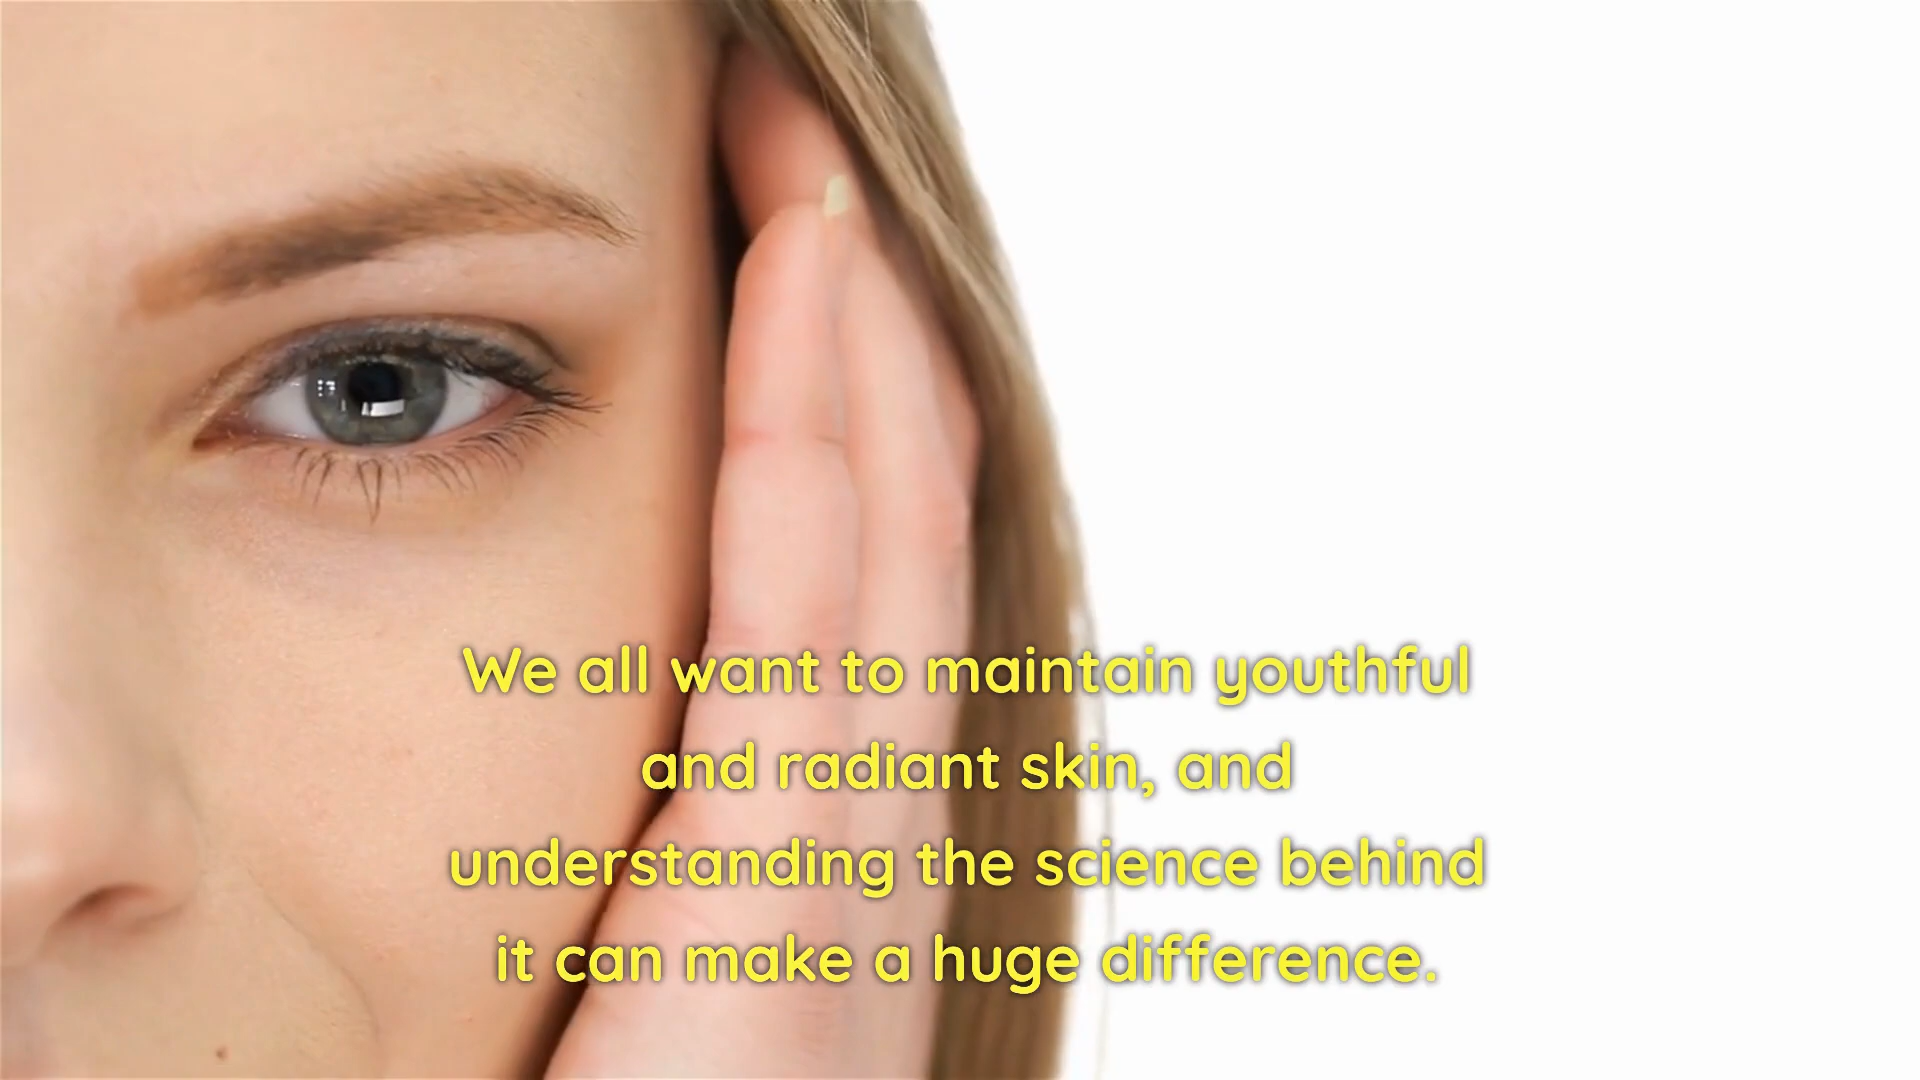 We all want to maintain youthful
and radiant skin, and
understanding the science behind
it can make a huge difference.